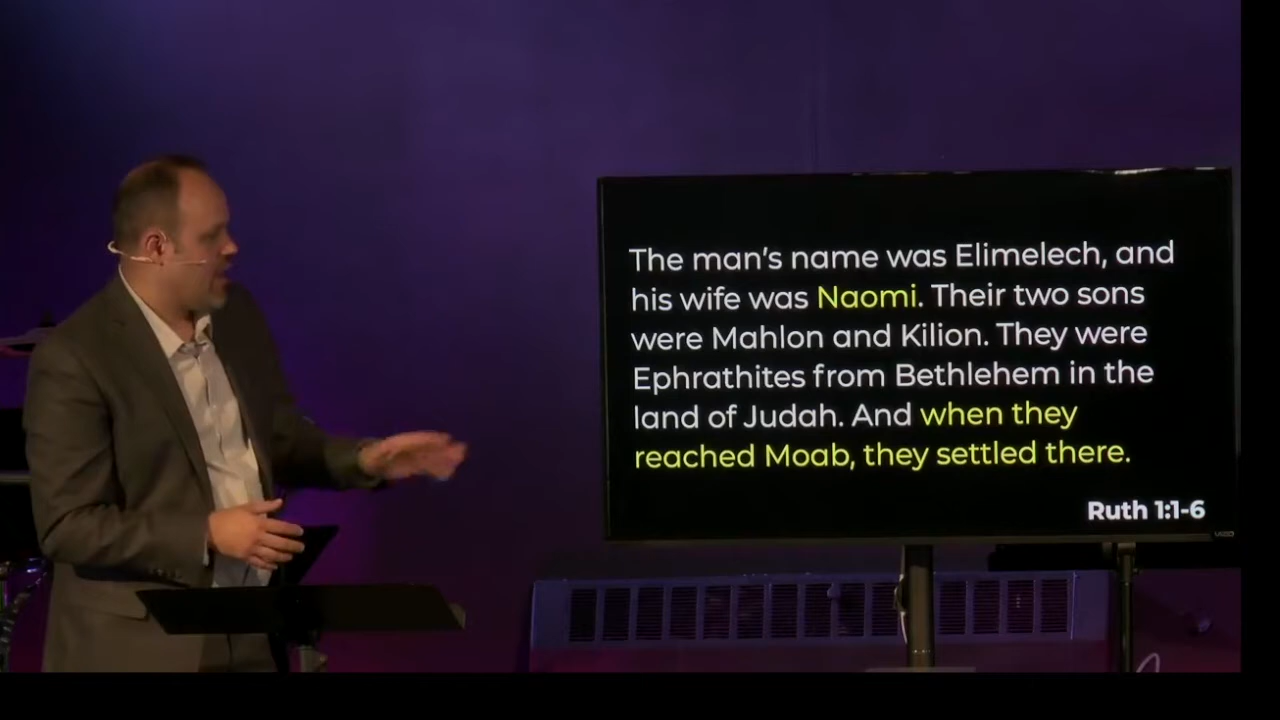 The man's name was Elimelech, and
his wife was Naomi. Their two sons
were Mahlon and Kilion. They were
Ephrathites from Bethlehem in the
land of Judah. And when they
reached Moab, they settled there.
Ruth 1:1-6
VIZIO